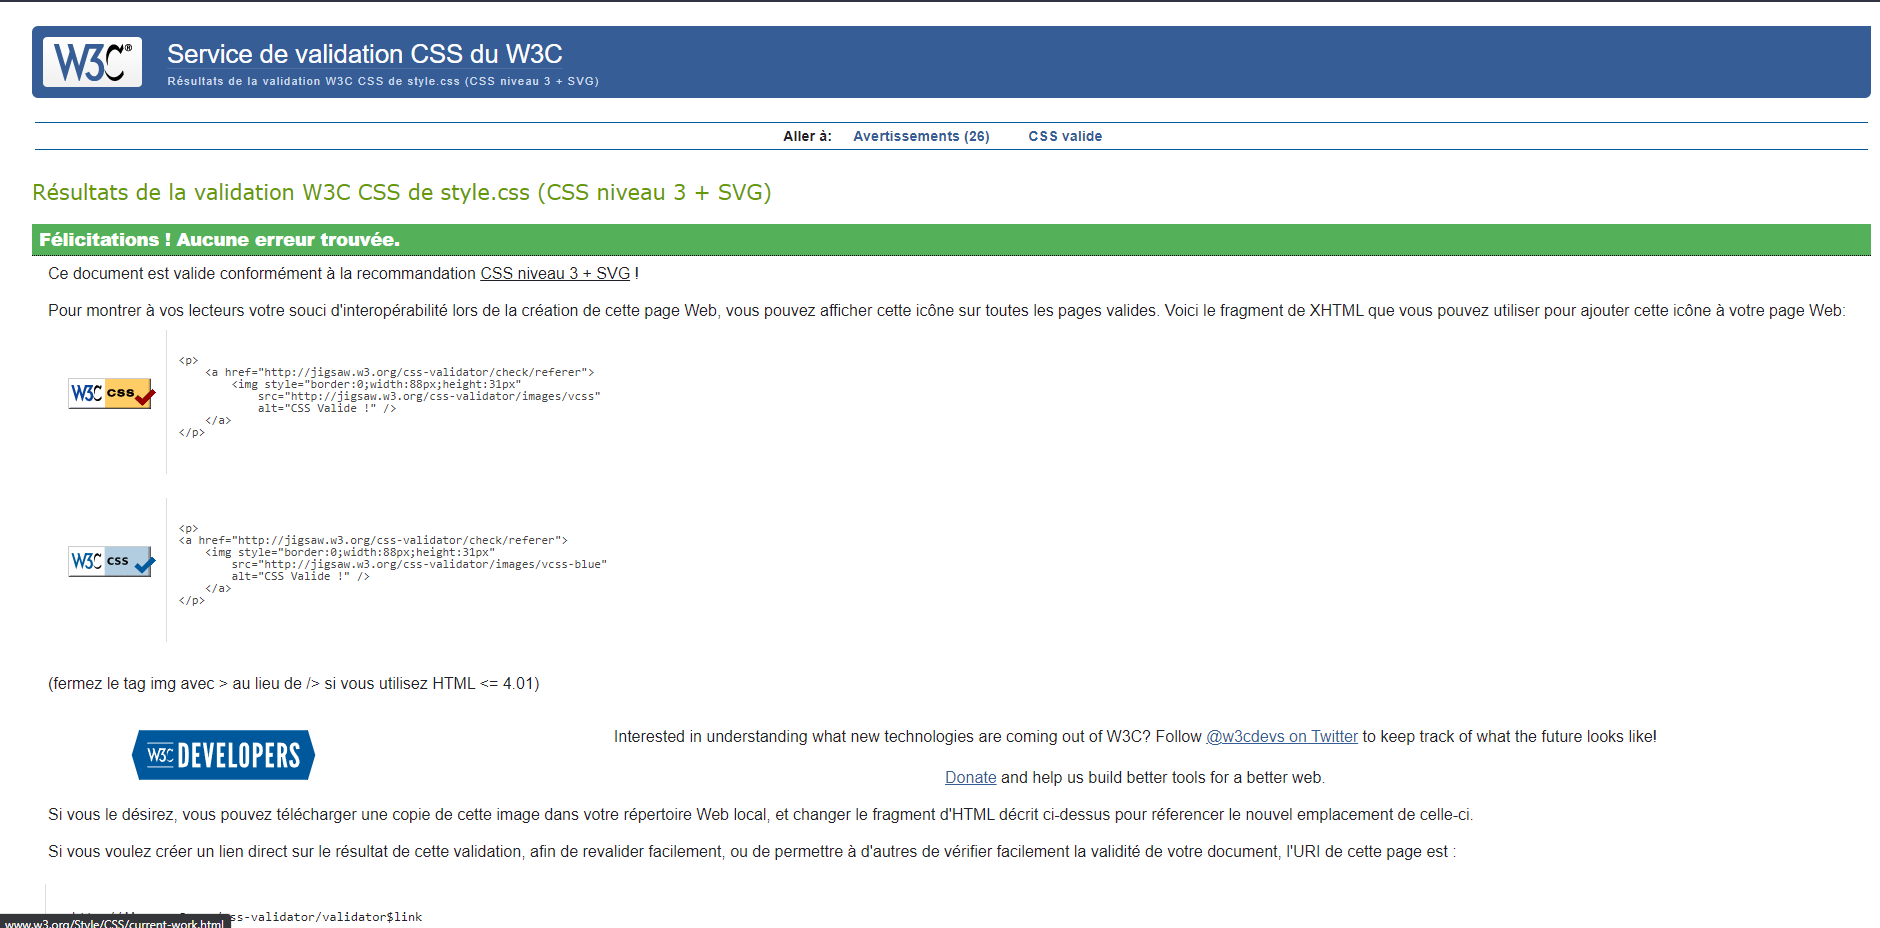 W3C®
Service de validation CSS du W3C
Résultats de la validation W3C CSS de style.css (CSS niveau 3 + SVG)
Aller à: Avertissements (26) CSS valide
Résultats de la validation W3C CSS de style.css (CSS niveau 3 + SVG)
Félicitations ! Aucune erreur trouvée.
Ce document est valide conformément à la recommandation CSS niveau 3 + SVG !
Pour montrer à vos lecteurs votre souci d'interopérabilité lors de la création de cette page Web, vous pouvez afficher cette icône sur toutes les pages valides. Voici le fragment de XHTML que vous pouvez utiliser pour ajouter cette icône à votre page Web:
W3C css
<p>
<a href="http://jigsaw.w3.org/css-validator/check/referer">
<img style="border:0;width:88px;height:31px"
src="http://jigsaw.w3.org/css-validator/images/vcss"
alt="CSS Valide !" />
</a>
</p>
W3C css
<p>
<a href="http://jigsaw.w3.org/css-validator/check/referer">
<img style="border:0;width:88px;height:31px"
src="http://jigsaw.w3.org/css-validator/images/vcss-blue"
alt="CSS Valide !" />
</a>
</p>
(fermez le tag img avec > au lieu de /> si vous utilisez HTML <= 4.01)
W3C DEVELOPERS
Interested in understanding what new technologies are coming out of W3C? Follow @w3cdevs on Twitter to keep track of what the future looks like!
Donate and help us build better tools for a better web.
Si vous le désirez, vous pouvez télécharger une copie de cette image dans votre répertoire Web local, et changer le fragment d'HTML décrit ci-dessus pour réferencer le nouvel emplacement de celle-ci.
Si vous voulez créer un lien direct sur le résultat de cette validation, afin de revalider facilement, ou de permettre à d'autres de vérifier facilement la validité de votre document, l'URI de cette page est :
ss-validator/validator$link
www.w3.org/Style/CSS/current-work.html